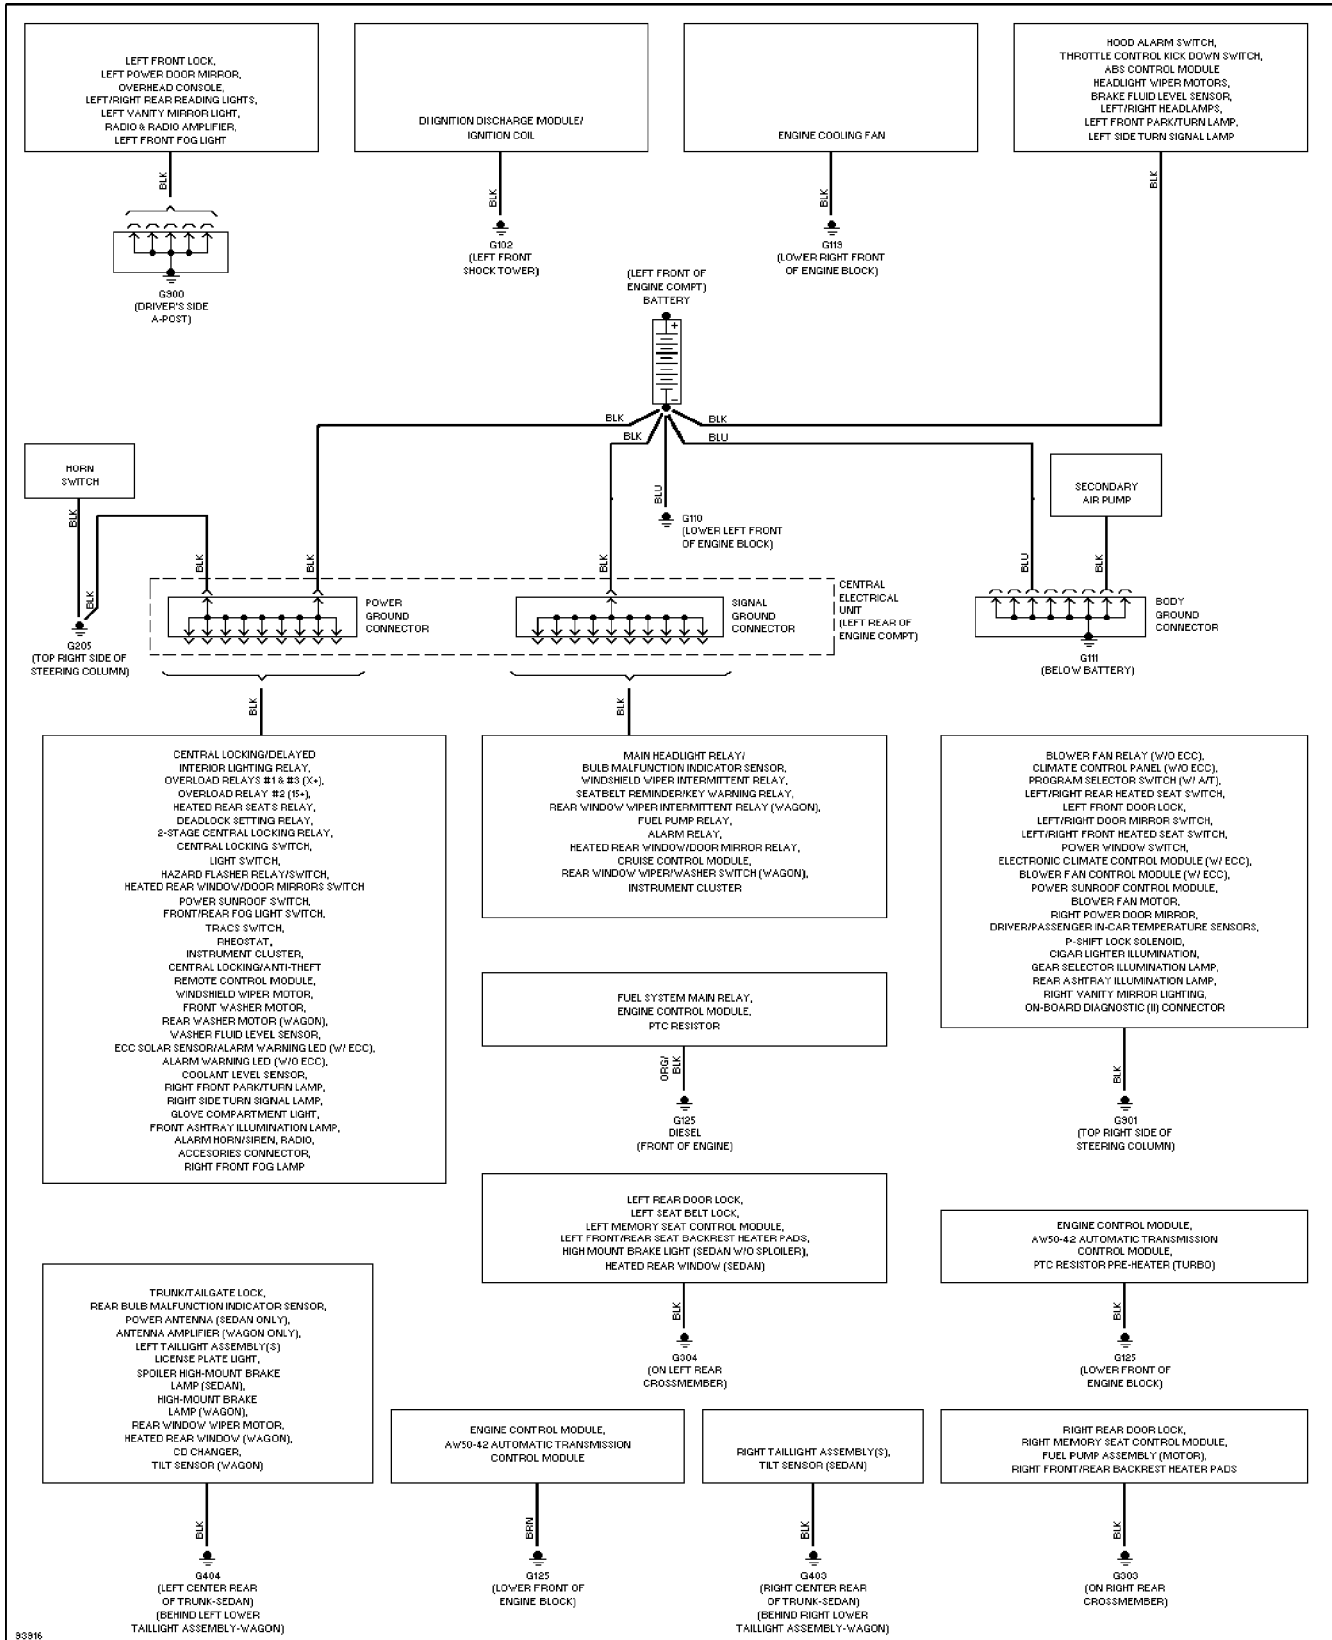 LEFT FRONT LOCK,
LEFT POWER DOOR MIRROR,
OVERHEAD CONSOLE,
LEFT/RIGHT REAR READING LIGHTS,
LEFT VANITY MIRROR LIGHT,
RADIO & RADIO AMPLIFIER,
LEFT FRONT FOG LIGHT
BLK
G300
(DRIVER'S SIDE
A-POST)
DI IGNITION DISCHARGE MODULE/
IGNITION COIL
BLK
G102
(LEFT FRONT
SHOCK TOWER)
ENGINE COOLING FAN
BLK
G113
(LOWER RIGHT FRONT
OF ENGINE BLOCK)
HOOD ALARM SWITCH,
THROTTLE CONTROL KICK DOWN SWITCH,
ABS CONTROL MODULE
HEADLIGHT WIPER MOTORS,
BRAKE FLUID LEVEL SENSOR,
LEFT/RIGHT HEADLAMPS,
LEFT FRONT PARK/TURN LAMP,
LEFT SIDE TURN SIGNAL LAMP
BLK
(LEFT FRONT OF
ENGINE COMPT)
BATTERY
+
-
BLK
BLK
BLK
BLU
BLU
G110
(LOWER LEFT FRONT
OF ENGINE BLOCK)
HORN
SWITCH
BLK
BLK
G205
(TOP RIGHT SIDE OF
STEERING COLUMN)
BLK
BLK
POWER
GROUND
CONNECTOR
BLK
SIGNAL
GROUND
CONNECTOR
CENTRAL
ELECTRICAL
UNIT
(LEFT REAR OF
ENGINE COMPT)
SECONDARY
AIR PUMP
BLU
BLK
BODY
GROUND
CONNECTOR
G111
(BELOW BATTERY)
BLK
CENTRAL LOCKING/DELAYED
INTERIOR LIGHTING RELAY,
OVERLOAD RELAYS #1 & #3 (X+),
OVERLOAD RELAY #2 (15+),
HEATED REAR SEATS RELAY,
DEADLOCK SETTING RELAY,
2-STAGE CENTRAL LOCKING RELAY,
CENTRAL LOCKING SWITCH,
LIGHT SWITCH,
HAZARD FLASHER RELAY/SWITCH,
HEATED REAR WINDOW/DOOR MIRRORS SWITCH
POWER SUNROOF SWITCH,
FRONT/REAR FOG LIGHT SWITCH,
TRACS SWITCH,
RHEOSTAT,
INSTRUMENT CLUSTER,
CENTRAL LOCKING/ANTI-THEFT
REMOTE CONTROL MODULE,
WINDSHIELD WIPER MOTOR,
FRONT WASHER MOTOR,
REAR WASHER MOTOR (WAGON),
WASHER FLUID LEVEL SENSOR,
ECC SOLAR SENSOR/ALARM WARNING LED (W/ ECC),
ALARM WARNING LED (W/O ECC),
COOLANT LEVEL SENSOR,
RIGHT FRONT PARK/TURN LAMP,
RIGHT SIDE TURN SIGNAL LAMP,
GLOVE COMPARTMENT LIGHT,
FRONT ASHTRAY ILLUMINATION LAMP,
ALARM HORN/SIREN, RADIO,
ACCESORIES CONNECTOR,
RIGHT FRONT FOG LAMP
BLK
MAIN HEADLIGHT RELAY/
BULB MALFUNCTION INDICATOR SENSOR,
WINDSHIELD WIPER INTERMITTENT RELAY,
SEATBELT REMINDER/KEY WARNING RELAY,
REAR WINDOW WIPER INTERMITTENT RELAY (WAGON),
FUEL PUMP RELAY,
ALARM RELAY,
HEATED REAR WINDOW/DOOR MIRROR RELAY,
CRUISE CONTROL MODULE,
REAR WINDOW WIPER/WASHER SWITCH (WAGON),
INSTRUMENT CLUSTER
BLOWER FAN RELAY (W/O ECC),
CLIMATE CONTROL PANEL (W/O ECC),
PROGRAM SELECTOR SWITCH (W/ A/T),
LEFT/RIGHT REAR HEATED SEAT SWITCH,
LEFT FRONT DOOR LOCK,
LEFT/RIGHT DOOR MIRROR SWITCH,
LEFT/RIGHT FRONT HEATED SEAT SWITCH,
POWER WINDOW SWITCH,
ELECTRONIC CLIMATE CONTROL MODULE (W/ ECC),
BLOWER FAN CONTROL MODULE (W/ ECC),
POWER SUNROOF CONTROL MODULE,
BLOWER FAN MOTOR,
RIGHT POWER DOOR MIRROR,
DRIVER/PASSENGER IN-CAR TEMPERATURE SENSORS,
P-SHIFT LOCK SOLENOID,
CIGAR LIGHTER ILLUMINATION,
GEAR SELECTOR ILLUMINATION LAMP,
REAR ASHTRAY ILLUMINATION LAMP,
RIGHT VANITY MIRROR LIGHTING,
ON-BOARD DIAGNOSTIC (II) CONNECTOR
BLK
G301
(TOP RIGHT SIDE OF
STEERING COLUMN)
FUEL SYSTEM MAIN RELAY,
ENGINE CONTROL MODULE,
PTC RESISTOR
ORG/
BLK
G125
DIESEL
(FRONT OF ENGINE)
LEFT REAR DOOR LOCK,
LEFT SEAT BELT LOCK,
LEFT MEMORY SEAT CONTROL MODULE,
LEFT FRONT/REAR SEAT BACKREST HEATER PADS,
HIGH MOUNT BRAKE LIGHT (SEDAN W/O SPLOILER),
HEATED REAR WINDOW (SEDAN)
BLK
G304
(ON LEFT REAR
CROSSMEMBER)
ENGINE CONTROL MODULE,
AW50-42 AUTOMATIC TRANSMISSION
CONTROL MODULE,
PTC RESISTOR PRE-HEATER (TURBO)
BLK
G125
(LOWER FRONT OF
ENGINE BLOCK)
TRUNK/TAILGATE LOCK,
REAR BULB MALFUNCTION INDICATOR SENSOR,
POWER ANTENNA (SEDAN ONLY),
ANTENNA AMPLIFIER (WAGON ONLY),
LEFT TAILLIGHT ASSEMBLY(S)
LICENSE PLATE LIGHT,
SPOILER HIGH-MOUNT BRAKE
LAMP (SEDAN),
HIGH-MOUNT BRAKE
LAMP (WAGON),
REAR WINDOW WIPER MOTOR,
HEATED REAR WINDOW (WAGON),
CD CHANGER,
TILT SENSOR (WAGON)
BLK
G404
(LEFT CENTER REAR
OF TRUNK-SEDAN)
(BEHIND LEFT LOWER
TAILLIGHT ASSEMBLY-WAGON)
ENGINE CONTROL MODULE,
AW50-42 AUTOMATIC TRANSMISSION
CONTROL MODULE
BRN
G125
(LOWER FRONT OF
ENGINE BLOCK)
RIGHT TAILLIGHT ASSEMBLY(S),
TILT SENSOR (SEDAN)
BLK
G403
(RIGHT CENTER REAR
OF TRUNK-SEDAN)
(BEHIND RIGHT LOWER
TAILLIGHT ASSEMBLY-WAGON)
RIGHT REAR DOOR LOCK,
RIGHT MEMORY SEAT CONTROL MODULE,
FUEL PUMP ASSEMBLY (MOTOR),
RIGHT FRONT/REAR BACKREST HEATER PADS
BLK
G303
(ON RIGHT REAR
CROSSMEMBER)
93916